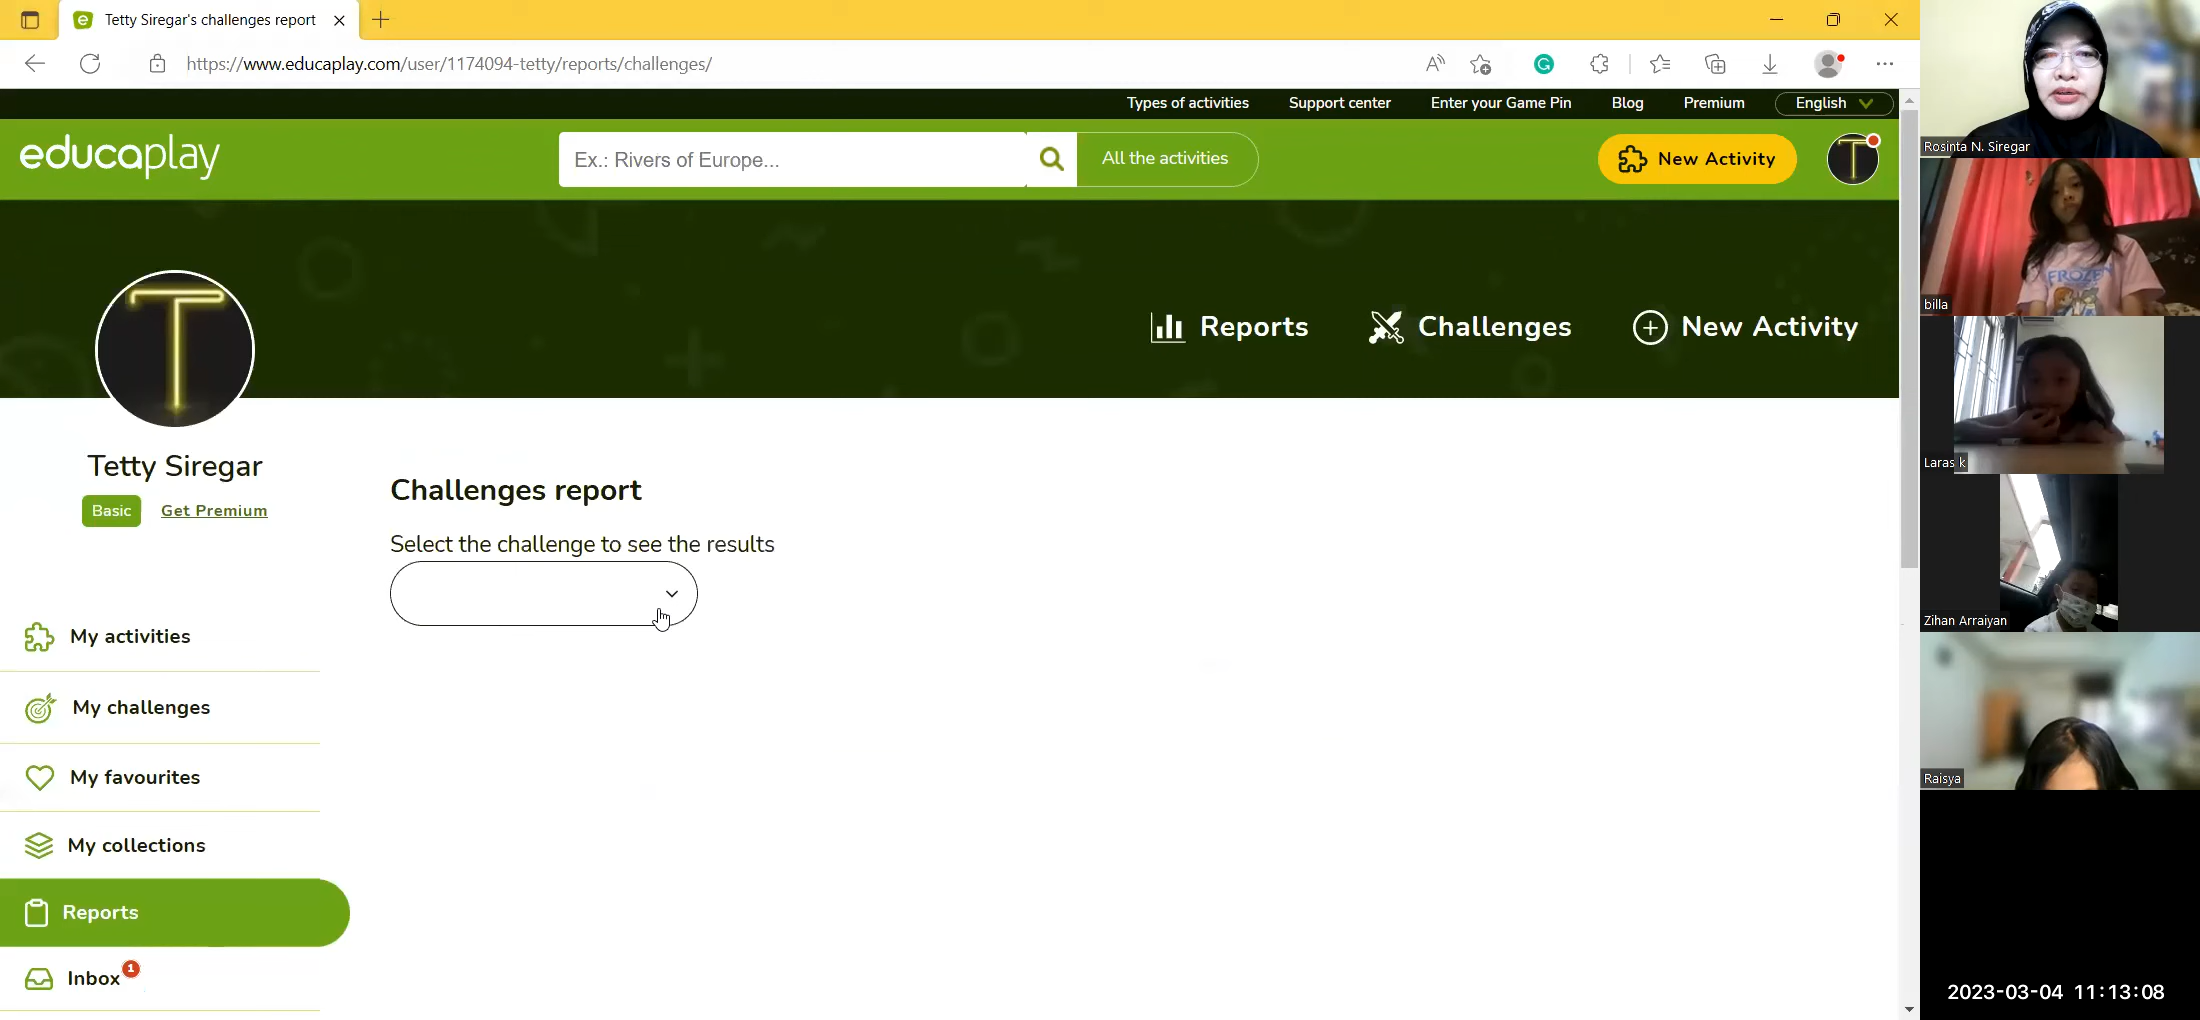 Tetty Siregar's challenges report
https://www.educaplay.com/user/1174094-tetty/reports/challenges/
Types of activities
Support center
Enter your Game Pin
Blog
Premium
English
educaplay
Ex.: Rivers of Europe...
All the activities
New Activity
T
Reports
Challenges
New Activity
T
Tetty Siregar
Basic
Get Premium
Challenges report
Select the challenge to see the results
My activities
My challenges
My favourites
My collections
Reports
Inbox 1
Rosinta N. Siregar
billa
FROZEN
Laras k
Zihan Arraiyan
Raisya
2023-03-04 11:13:08